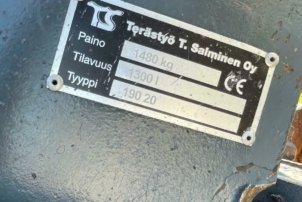 TS Terästyö T. Salminen Oy
Paino 1480 kg
Tilavuus 1300 l
Tyyppi 190.20
CE